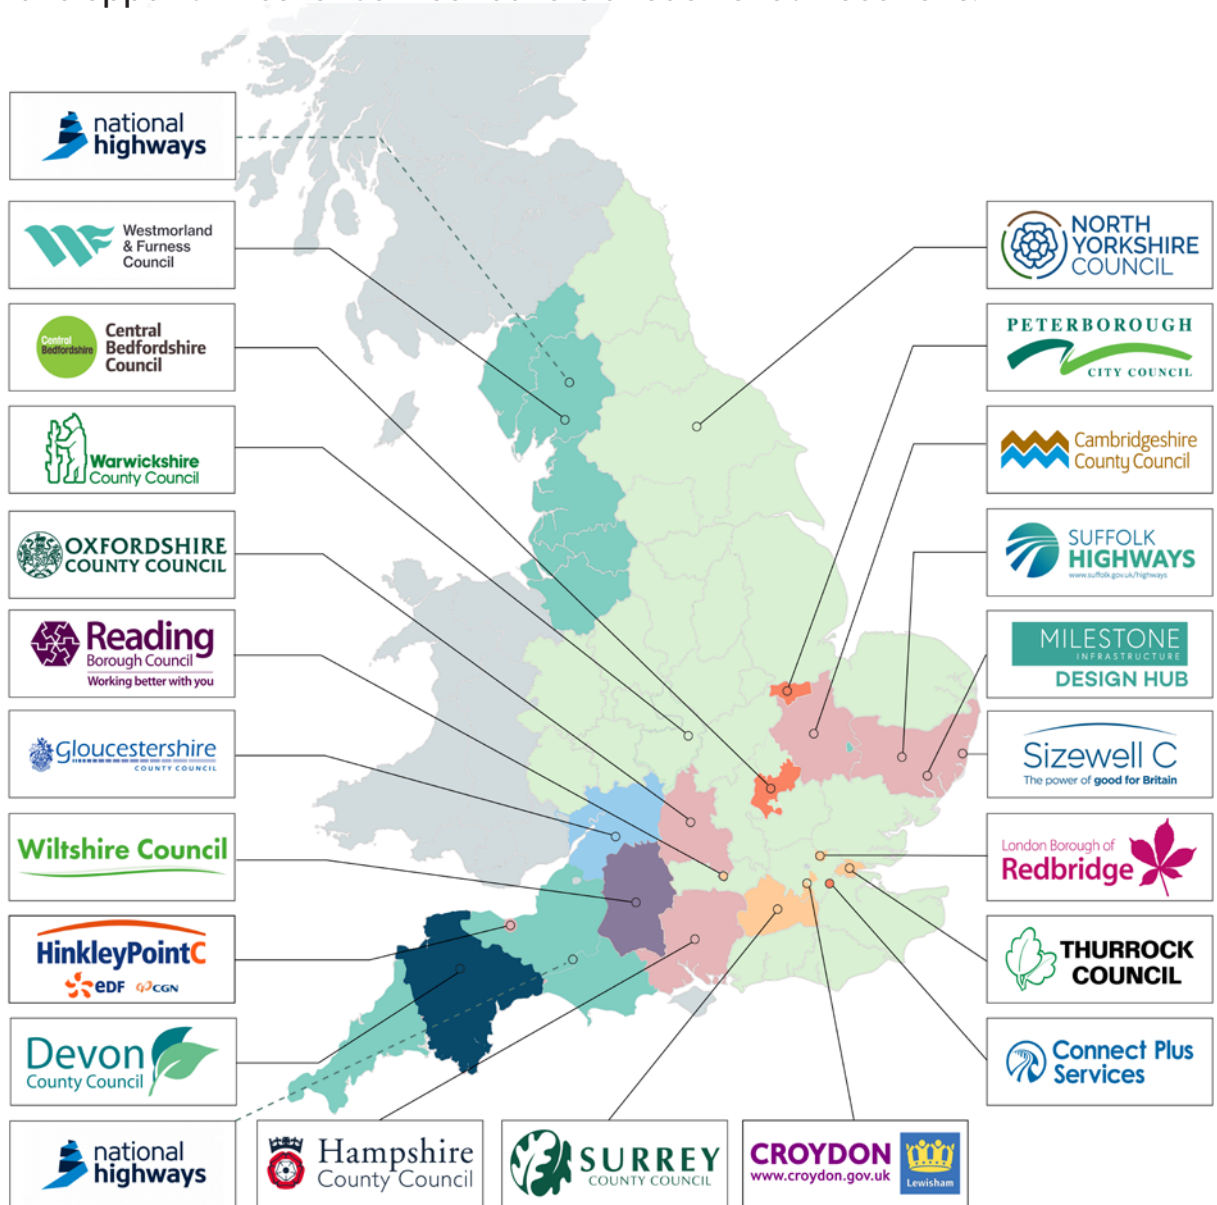 national
highways
Westmorland
& Furness
Council
Central
Bedfordshire
Central
Bedfordshire
Council
Warwickshire
County Council
OXFORDSHIRE
COUNTY COUNCIL
Reading
Borough Council
Working better with you
Gloucestershire
COUNTY COUNCIL
Wiltshire Council
HinkleyPointC
eDF
CGN
Devon
County Council
national
highways
Hampshire
County Council
SURREY
COUNTY COUNCIL
CROYDON
www.croydon.gov.uk
Lewisham
NORTH
YORKSHIRE
COUNCIL
PETERBOROUGH
CITY COUNCIL
Cambridgeshire
County Council
SUFFOLK
HIGHWAYS
www.suffolk.gov.uk/highways
MILESTONE
INFRASTRUCTURE
DESIGN HUB
Sizewell C
The power of good for Britain
London Borough of
Redbridge
THURROCK
COUNCIL
Connect Plus
Services